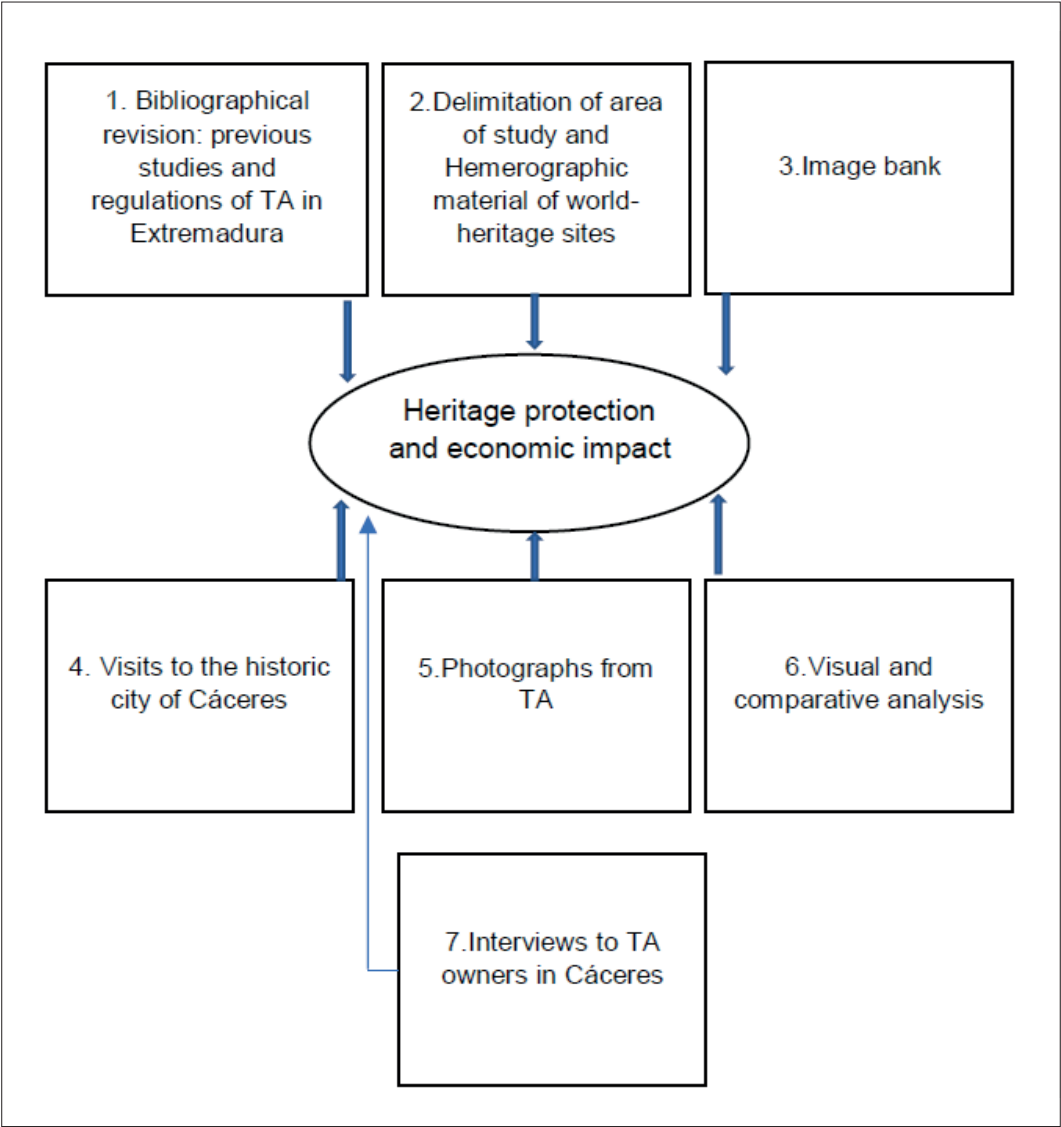 1. Bibliographical
revision: previous
studies and
regulations of TA in
Extremadura
2.Delimitation of area
of study and
Hemerographic
material of world-
heritage sites
3.Image bank
Heritage protection
and economic impact
4. Visits to the historic
city of Cáceres
5.Photographs from
TA
6.Visual and
comparative analysis
7.Interviews to TA
owners in Cáceres